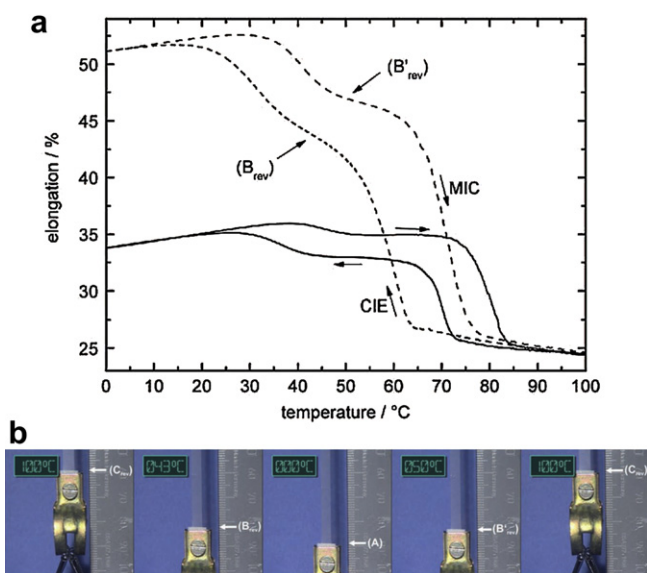 a
50
45
40
35
30
25
elongation / %
(B'rev)
(Brev)
MIC
CIE
0 10 20 30 40 50 60 70 80 90 100
temperature / °C
b
100°C
(Crev)
043°C
(Brev)
000°C
(A)
050°C
(B'rev)
100°C
(Crev)